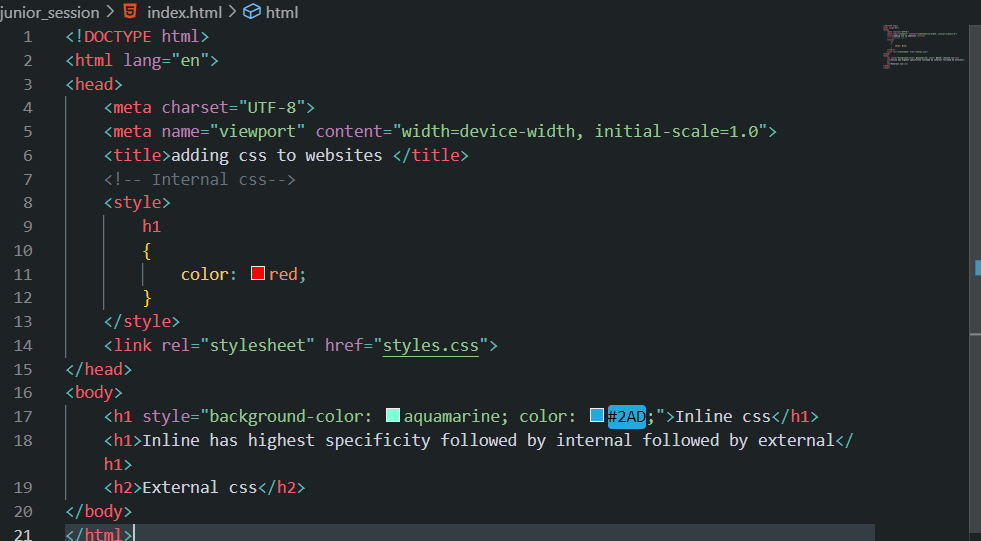 junior_session > index.html > html
1 <!DOCTYPE html>
2 <html lang="en">
3 <head>
4     <meta charset="UTF-8">
5     <meta name="viewport" content="width=device-width, initial-scale=1.0">
6     <title>adding css to websites </title>
7     <!-- Internal css-->
8     <style>
9         h1
10         {
11             color: red;
12         }
13     </style>
14     <link rel="stylesheet" href="styles.css">
15 </head>
16 <body>
17     <h1 style="background-color: aquamarine; color: #2AD;">Inline css</h1>
18     <h1>Inline has highest specificity followed by internal followed by external</
h1>
19     <h2>External css</h2>
20 </body>
21 </html>